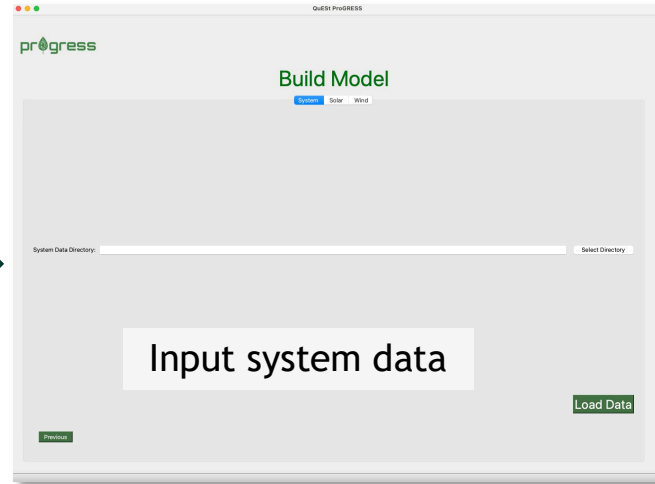 QuESt ProGRESS
progress
Build Model
System Solar Wind
System Data Directory: Select Directory
Input system data
Load Data
Previous